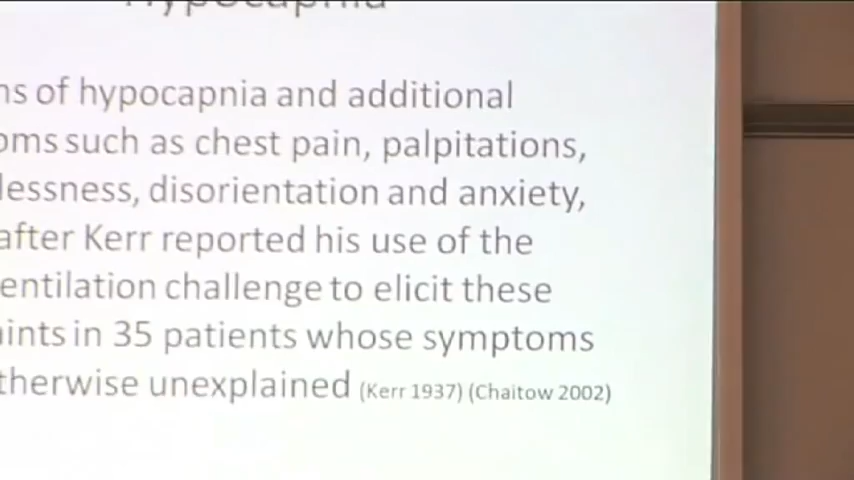 Hypocapnia
ns of hypocapnia and additional
oms such as chest pain, palpitations,
lessness, disorientation and anxiety,
after Kerr reported his use of the
entilation challenge to elicit these
ints in 35 patients whose symptoms
therwise unexplained (Kerr 1937) (Chaitow 2002)